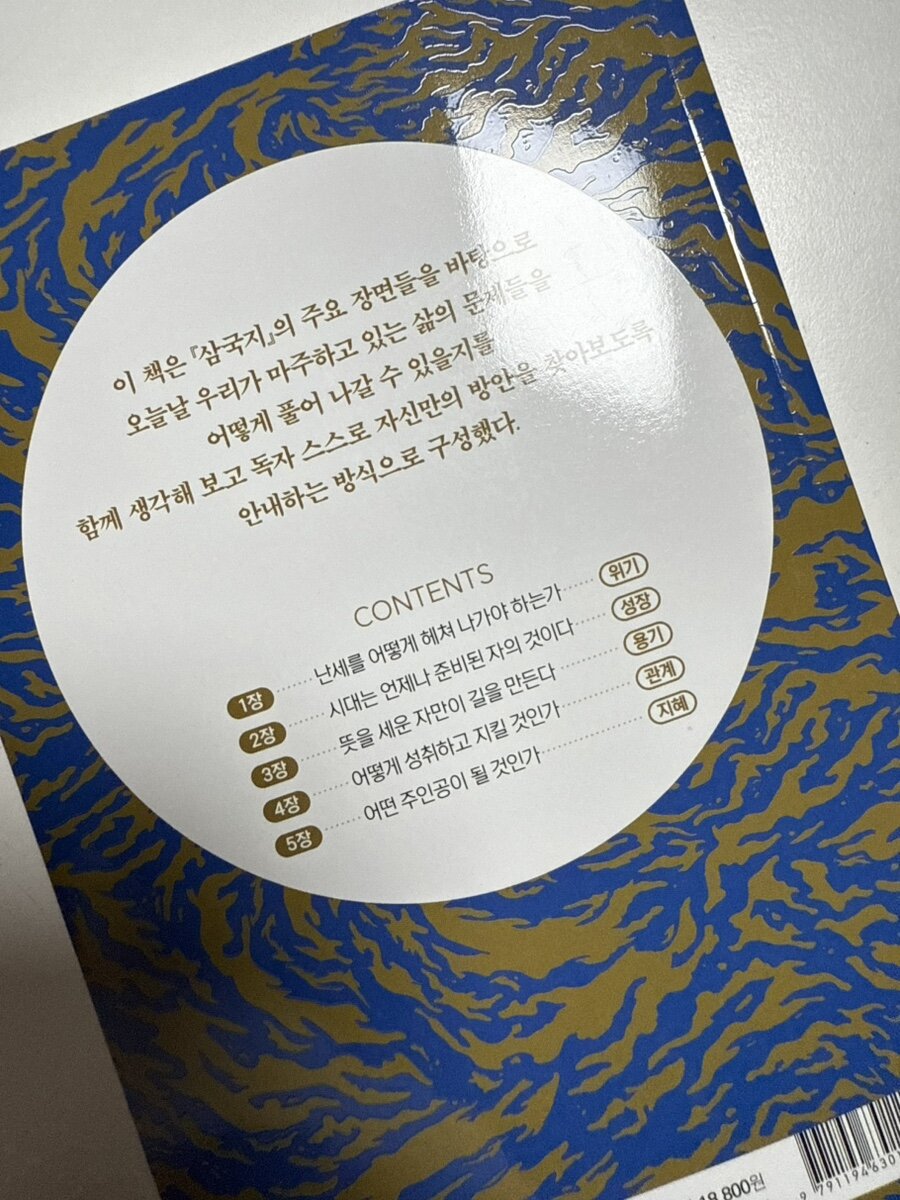 이 책은 『삼국지』의 주요 장면들을 바탕으로
오늘날 우리가 마주하고 있는 삶의 문제들을
어떻게 풀어 나갈 수 있을지를
함께 생각해 보고 독자 스스로 자신만의 방안을 찾아보도록
안내하는 방식으로 구성했다.
CONTENTS
1장 난세를 어떻게 헤쳐 나가야 하는가 위기
2장 시대는 언제나 준비된 자의 것이다 성장
3장 뜻을 세운 자만이 길을 만든다 용기
4장 어떻게 성취하고 지킬 것인가 관계
5장 어떤 주인공이 될 것인가 지혜
8,800원
9 791194 630